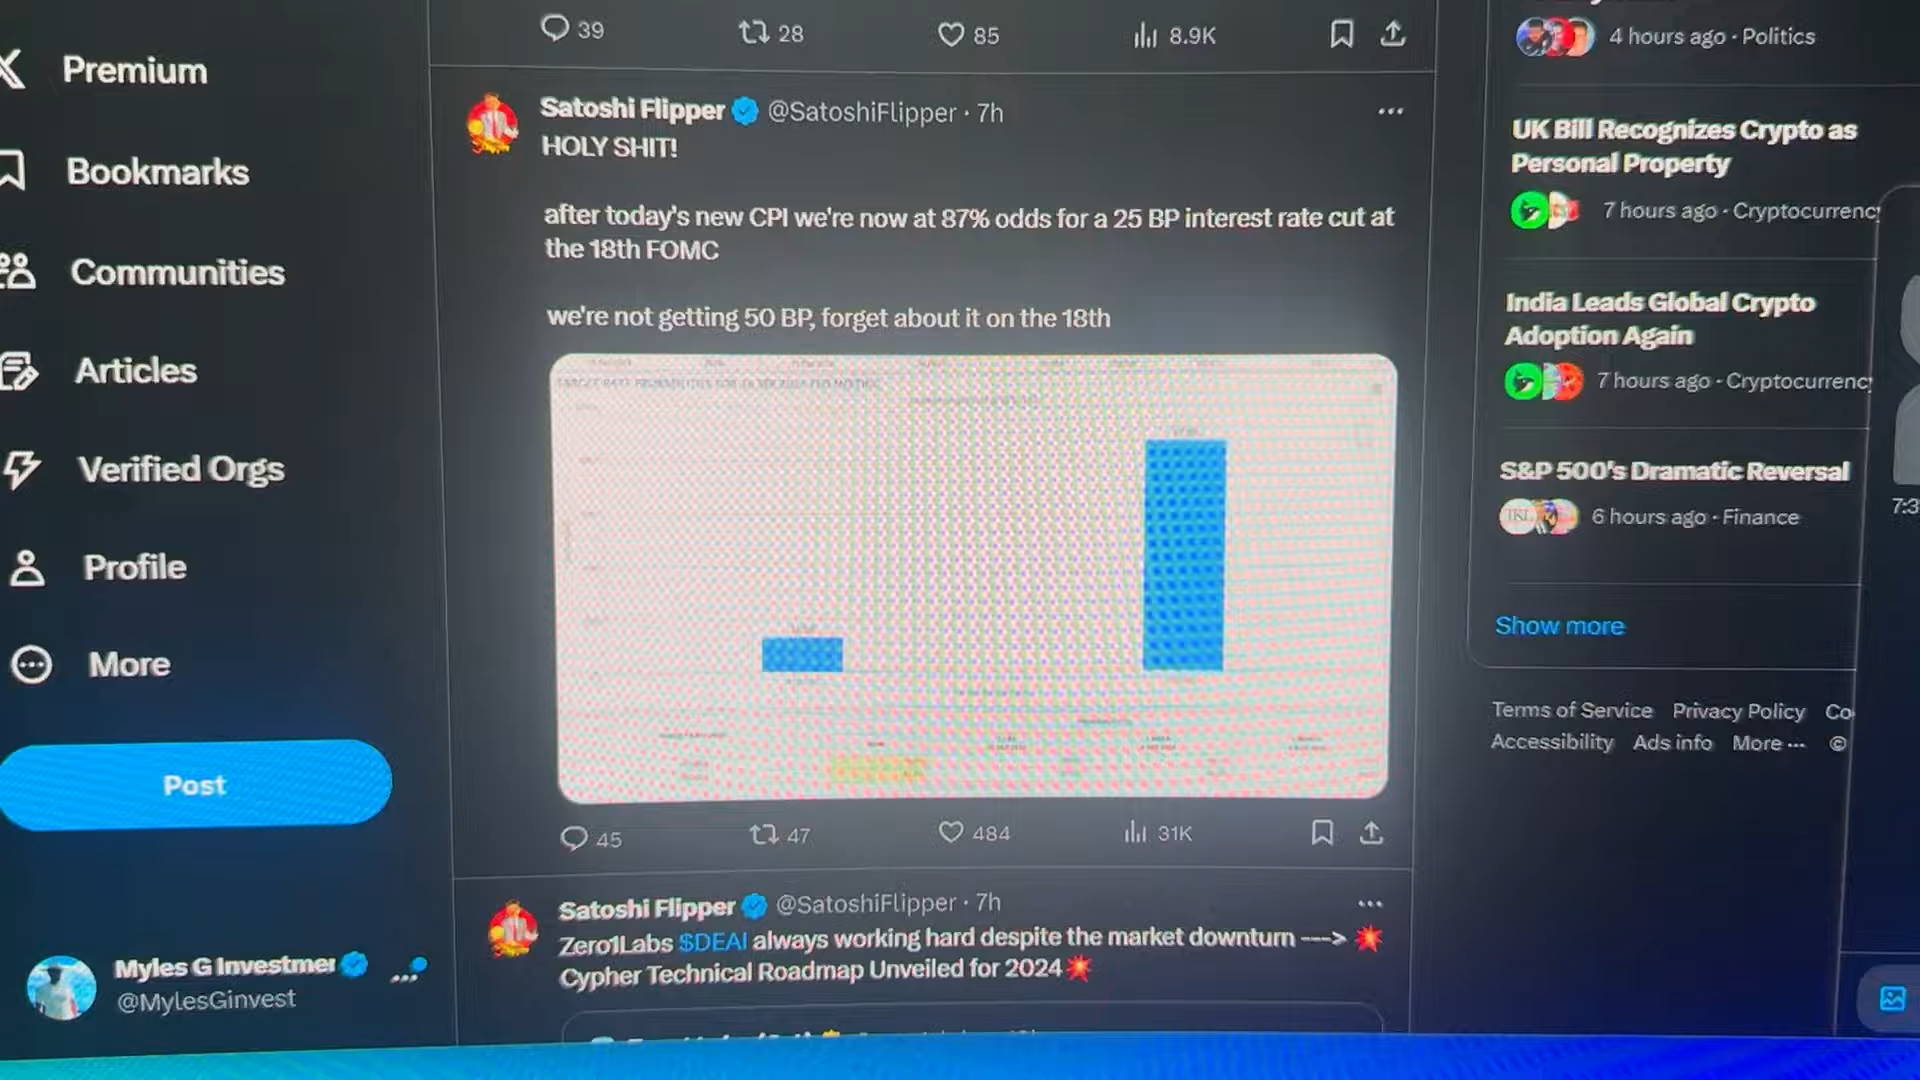 Premium
Bookmarks
Communities
Articles
Verified Orgs
Profile
More
Post
Myles G Investmer
@MylesGinvest
39 28 85 8.9K
Satoshi Flipper @SatoshiFlipper · 7h
HOLY SHIT!
after today's new CPI we're now at 87% odds for a 25 BP interest rate cut at
the 18th FOMC
we're not getting 50 BP, forget about it on the 18th
45 47 484 31K
Satoshi Flipper @SatoshiFlipper · 7h
Zero1Labs $DEAI always working hard despite the market downturn --->
Cypher Technical Roadmap Unveiled for 2024
4 hours ago · Politics
UK Bill Recognizes Crypto as
Personal Property
7 hours ago · Cryptocurrency
India Leads Global Crypto
Adoption Again
7 hours ago · Cryptocurrency
S&P 500's Dramatic Reversal
6 hours ago · Finance
Show more
Terms of Service Privacy Policy Co
Accessibility Ads info More ··· ©
7:3